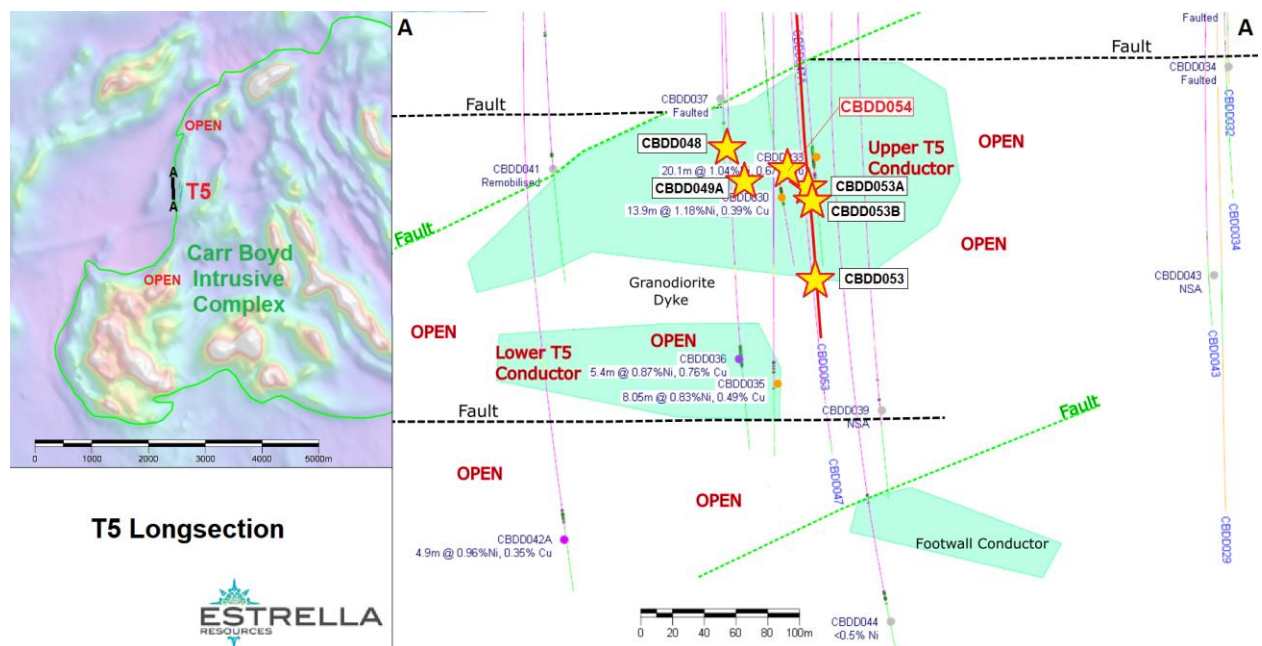 OPEN
A
T5
A
Carr Boyd
Intrusive
Complex
OPEN
0 1000 2000 3000 4000 5000m
T5 Longsection
ESTRELLA
RESOURCES
A
A
Faulted
Fault
CBDD034
Faulted
CBDD037
Faulted
Fault
CBDD054
CBDD032
CBDD048
OPEN
Upper T5
Conductor
CBDD041
Remobilised
20.1m @ 1.04%
CBDD049A
CBDD053A
13.9m @ 1.18%Ni, 0.39% Cu
CBDD053B
Fault
OPEN
CBDD034
CBDD053
CBDD043
NSA
Granodiorite
Dyke
OPEN
OPEN
Lower T5
Conductor
CBDD036
5.4m @ 0.87%Ni, 0.76% Cu
CBDD035
8.05m @ 0.83%Ni, 0.49% Cu
CBDD053
CBDD043
Fault
CBDD039
NSA
Fault
OPEN
OPEN
CBDD047
CBDD042A
4.9m @ 0.96%Ni, 0.35% Cu
Footwall Conductor
CBDD029
0 20 40 60 80 100m
CBDD044
<0.5% Ni